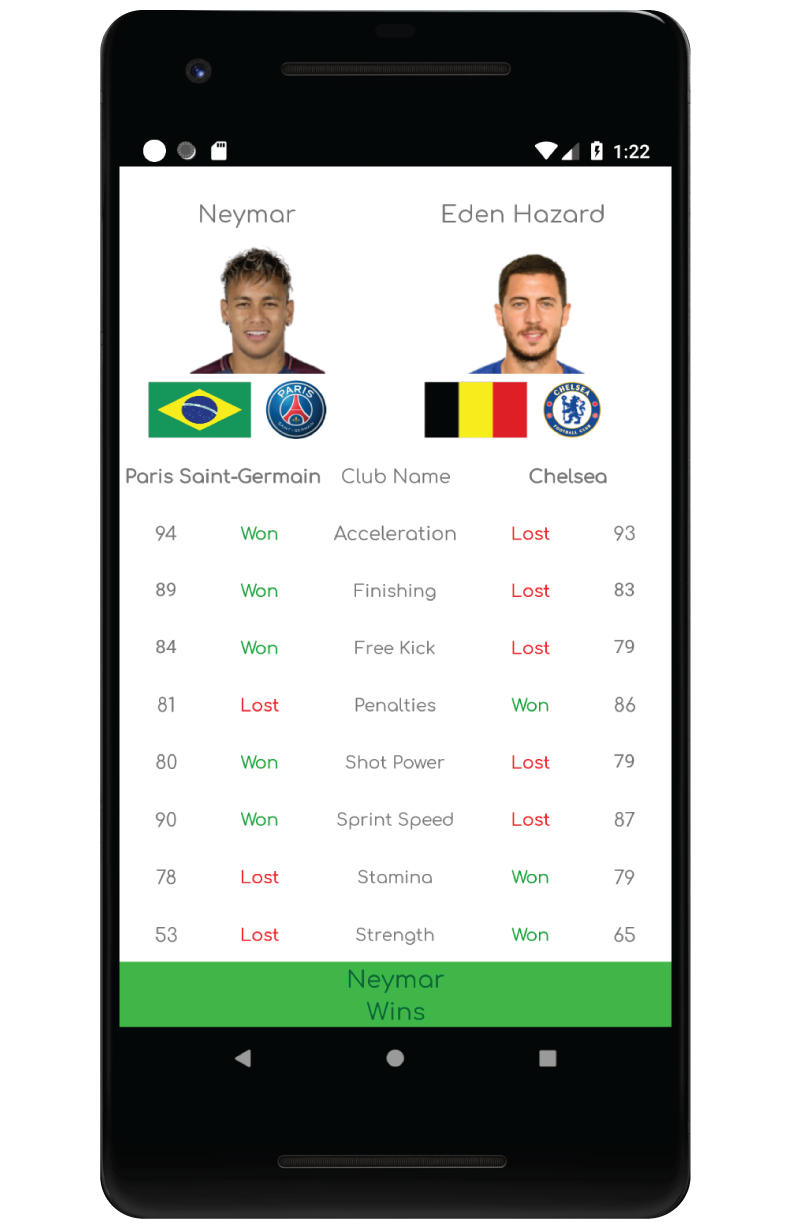 1:22
Neymar Eden Hazard
PARIS
SAINT-GERMAIN
CHELSEA
FOOTBALL CLUB
Paris Saint-Germain Club Name Chelsea
94 Won Acceleration Lost 93
89 Won Finishing Lost 83
84 Won Free Kick Lost 79
81 Lost Penalties Won 86
80 Won Shot Power Lost 79
90 Won Sprint Speed Lost 87
78 Lost Stamina Won 79
53 Lost Strength Won 65
Neymar
Wins